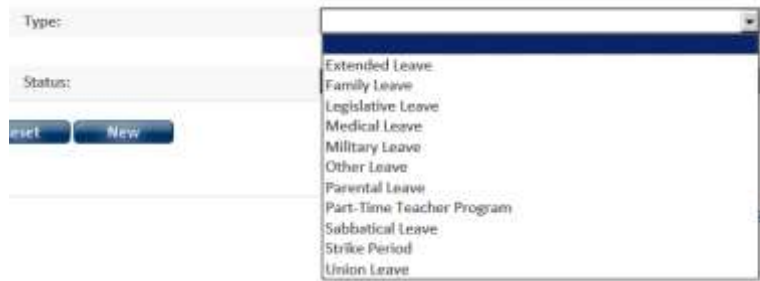 Type:
Extended Leave
Family Leave
Status:
Legislative Leave
Medical Leave
New
Military Leave
Other Leave
Parental Leave
Part-Time Teacher Program
Sabbatical Leave
Strike Period
Union Leave